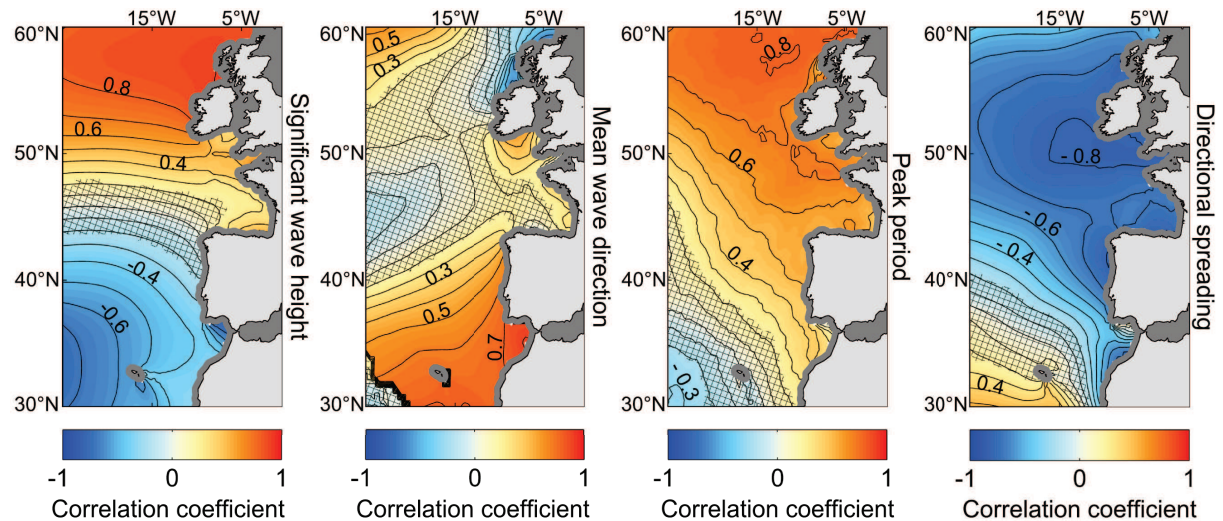 15°W 5°W 15°W 5°W 15°W 5°W 15°W 5°W
60°N 60°N 60°N 60°N
50°N 50°N 50°N 50°N
40°N 40°N 40°N 40°N
30°N 30°N 30°N 30°N
0.8
0.6
0.4
-0.4
-0.6
Significant wave height
0.5
0.3
0.3
0.5
0.7
Mean wave direction
0.8
0.6
0.4
- 0.3
Peak period
- 0.8
- 0.6
- 0.4
0.4
Directional spreading
-1 0 1 -1 0 1 -1 0 1 -1 0 1
Correlation coefficient Correlation coefficient Correlation coefficient Correlation coefficient